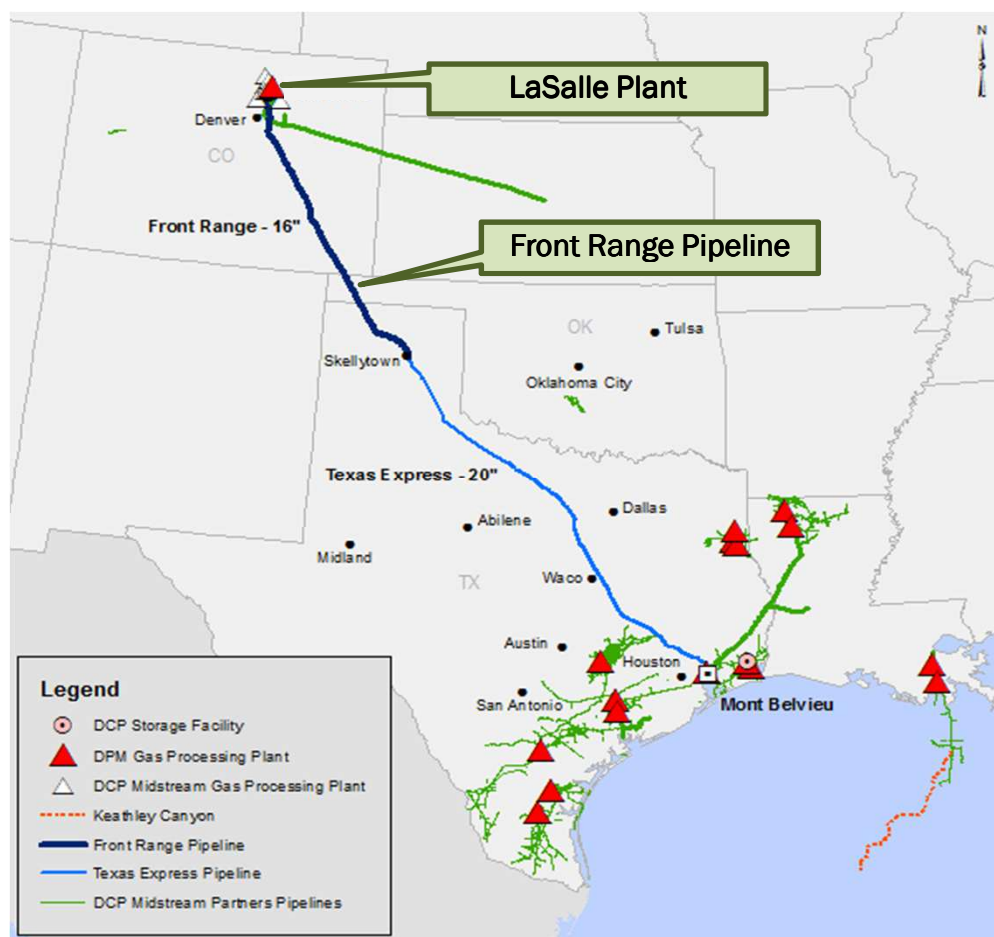 N
LaSalle Plant
Denver
CO
Front Range - 16"
Front Range Pipeline
OK
Tulsa
Skellytown
Oklahoma City
Texas Express - 20"
Dallas
Abilene
Midland
TX
Waco
Austin
Houston
San Antonio
Mont Belvieu
Legend
DCP Storage Facility
DPM Gas Processing Plant
DCP Midstream Gas Processing Plant
Keathley Canyon
Front Range Pipeline
Texas Express Pipeline
DCP Midstream Partners Pipelines